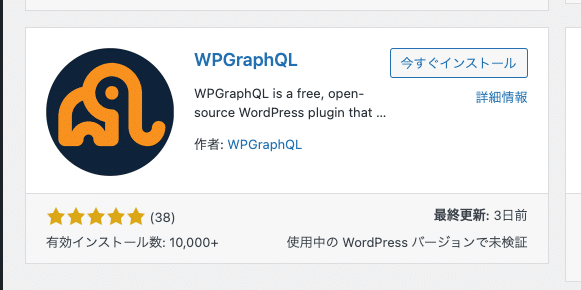 WPGraphQL
今すぐインストール
WPGraphQL is a free, open-
source WordPress plugin that ...
詳細情報
作者: WPGraphQL
(38)
最終更新: 3日前
有効インストール数: 10,000+
使用中の WordPress バージョンで未検証